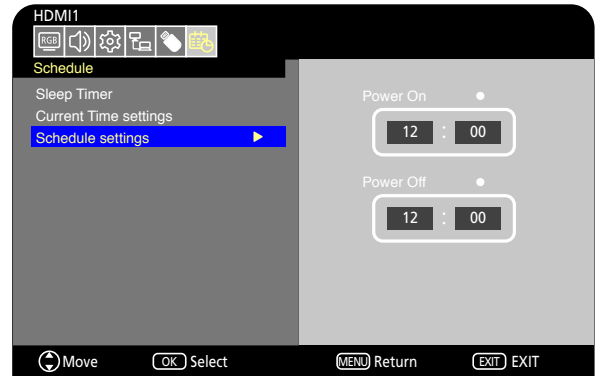 HDMI1
RGB
Schedule
Sleep Timer
Current Time settings
Schedule settings
Power On
12 : 00
Power Off
12 : 00
Move OK Select MENU Return EXIT EXIT